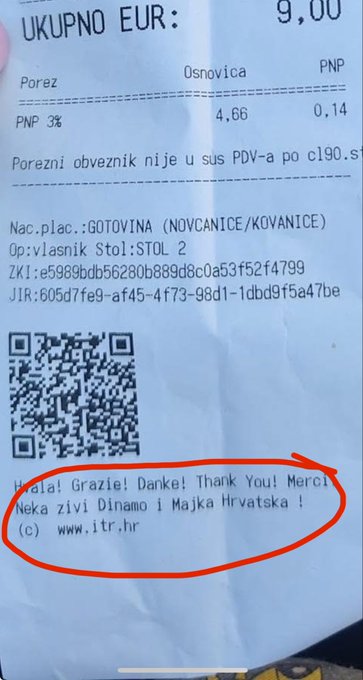 UKUPNO EUR: 9,00
Porez Osnovica PNP
PNP 3% 4,66 0,14
Porezni obveznik nije u sus PDV-a po cl90.st
Nac.plac.:GOTOVINA (NOVCANICE/KOVANICE)
Op:vlasnik Stol:STOL 2
ZKI:e5989bdb56280b889d8c0a53f52f4799
JIR:605d7fe9-af45-4f73-98d1-1dbd9f5a47be
Hvala! Grazie! Danke! Thank You! Merci
Neka zivi Dinamo i Majka Hrvatska !
(c) www.itr.hr